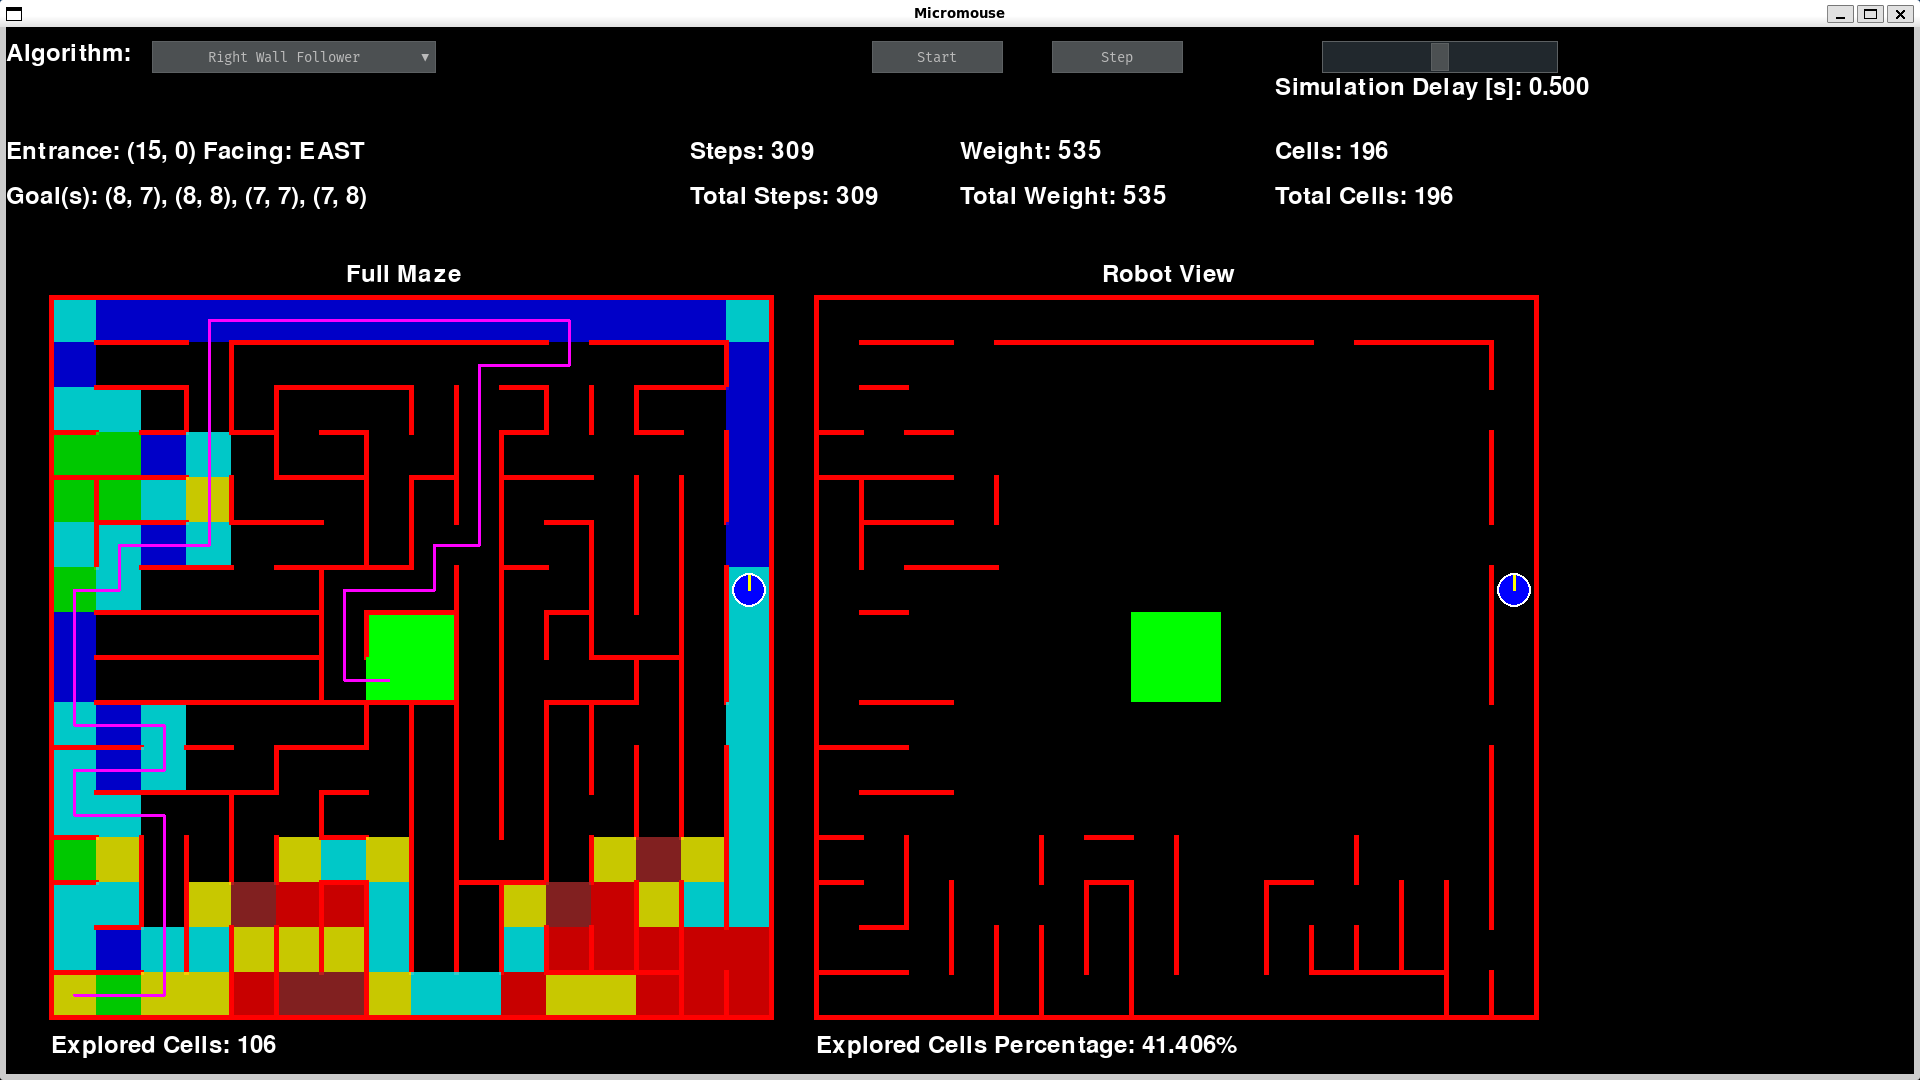 Micromouse
Algorithm: Right Wall Follower Start Step
Simulation Delay [s]: 0.500
Entrance: (15, 0) Facing: EAST Steps: 309 Weight: 535 Cells: 196
Goal(s): (8, 7), (8, 8), (7, 7), (7, 8) Total Steps: 309 Total Weight: 535 Total Cells: 196
Full Maze Robot View
Explored Cells: 106 Explored Cells Percentage: 41.406%